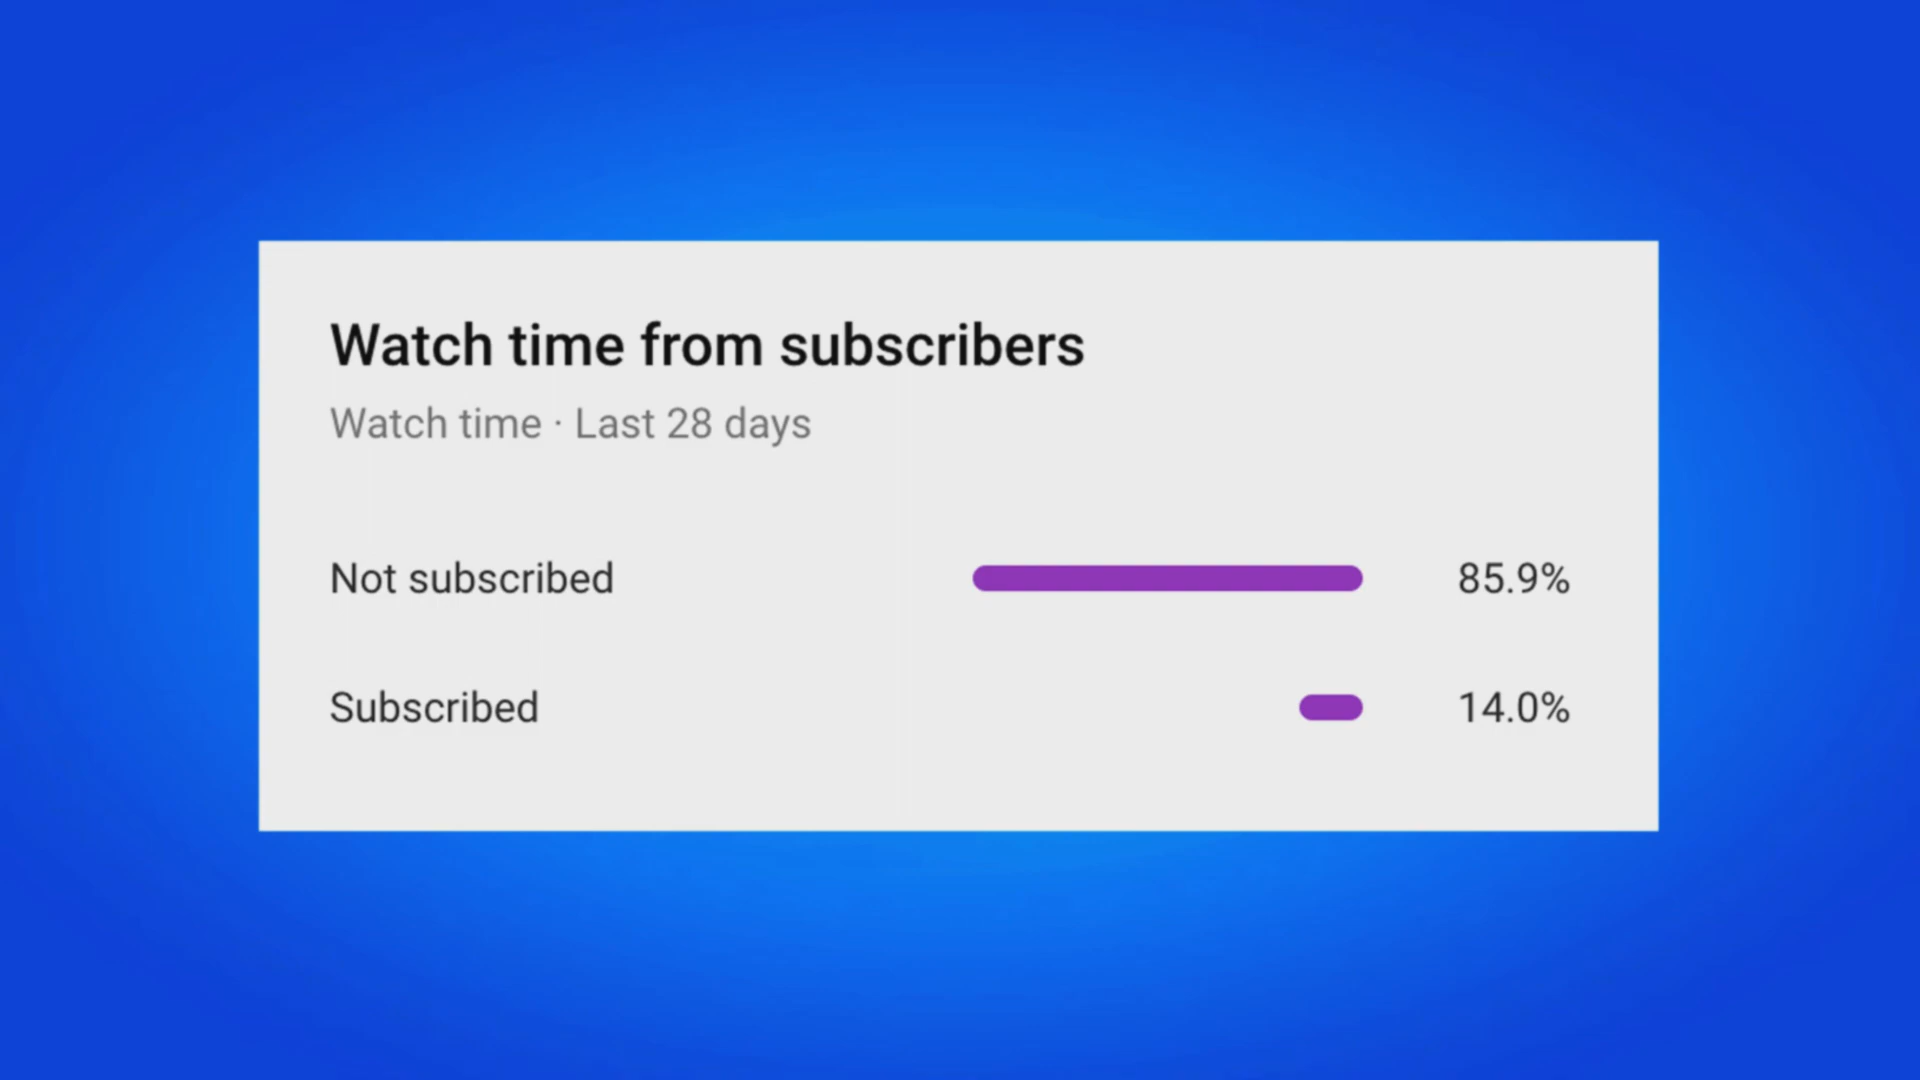 Watch time from subscribers
Watch time · Last 28 days
Not subscribed 85.9%
Subscribed 14.0%